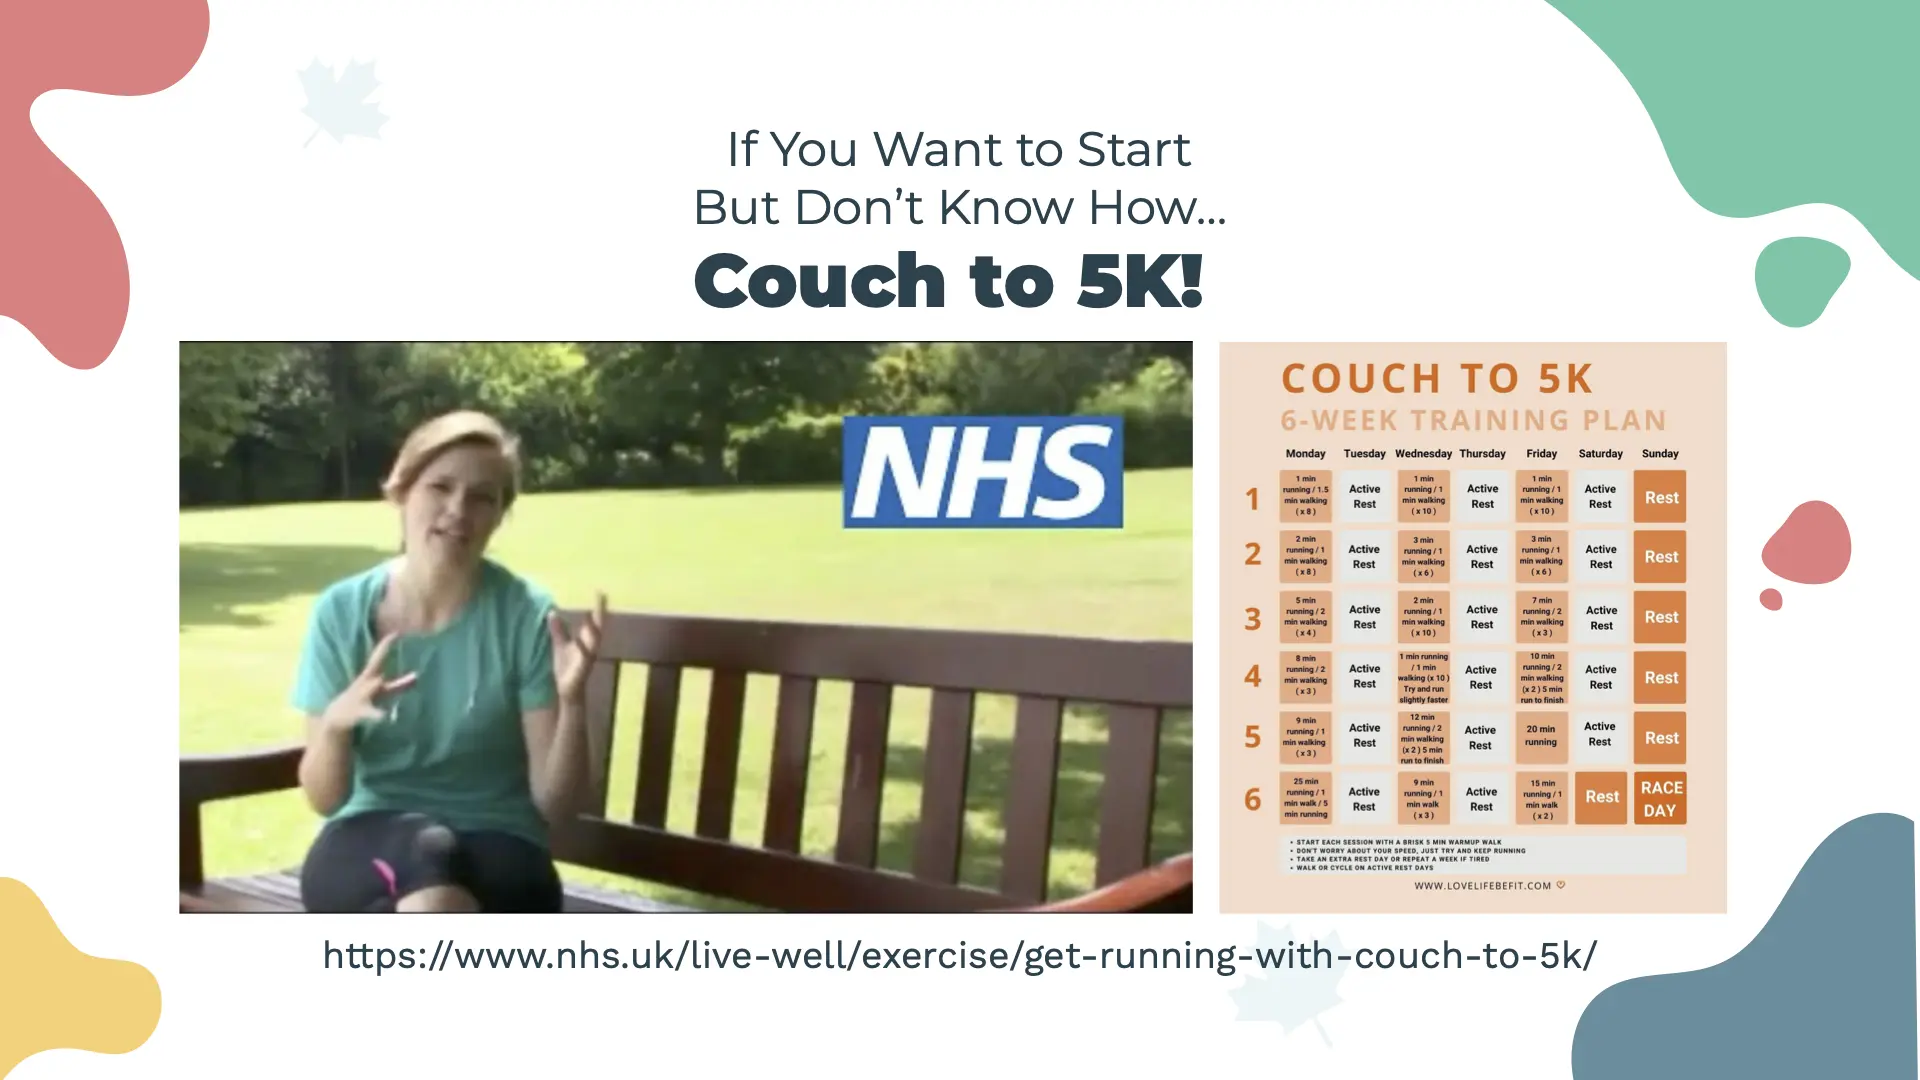 If You Want to Start
But Don't Know How...
Couch to 5K!
NHS
COUCH TO 5K
6-WEEK TRAINING PLAN
Monday Tuesday Wednesday Thursday Friday Saturday Sunday
1
1 min
running / 1.5
min walking
( x 8 )
Active
Rest
1 min
running / 1
min walking
( x 10 )
Active
Rest
1 min
running / 1
min walking
( x 10 )
Active
Rest
Rest
2
2 min
running / 1
min walking
( x 8 )
Active
Rest
3 min
running / 1
min walking
( x 6 )
Active
Rest
3 min
running / 1
min walking
( x 6 )
Active
Rest
Rest
3
5 min
running / 2
min walking
( x 4 )
Active
Rest
2 min
running / 1
min walking
( x 10 )
Active
Rest
7 min
running / 2
min walking
( x 3 )
Active
Rest
Rest
4
8 min
running / 2
min walking
( x 3 )
Active
Rest
1 min running
/ 1 min
walking (x 10 )
Try and run
slightly faster
Active
Rest
10 min
running / 2
min walking
(x 2 ) 5 min
run to finish
Active
Rest
Rest
5
9 min
running / 1
min walking
( x 3 )
Active
Rest
12 min
running / 2
min walking
(x 2 ) 5 min
run to finish
Active
Rest
20 min
running
Active
Rest
Rest
6
25 min
running / 1
min walk / 5
min running
Active
Rest
9 min
running / 1
min walk
( x 3 )
Active
Rest
15 min
running / 1
min walk
( x 2 )
Rest
RACE
DAY
• START EACH SESSION WITH A BRISK 5 MIN WARMUP WALK
• DON'T WORRY ABOUT YOUR SPEED, JUST TRY AND KEEP RUNNING
• TAKE AN EXTRA REST DAY OR REPEAT A WEEK IF TIRED
• WALK OR CYCLE ON ACTIVE REST DAYS
WWW.LOVELIFEBEFIT.COM
https://www.nhs.uk/live-well/exercise/get-running-with-couch-to-5k/